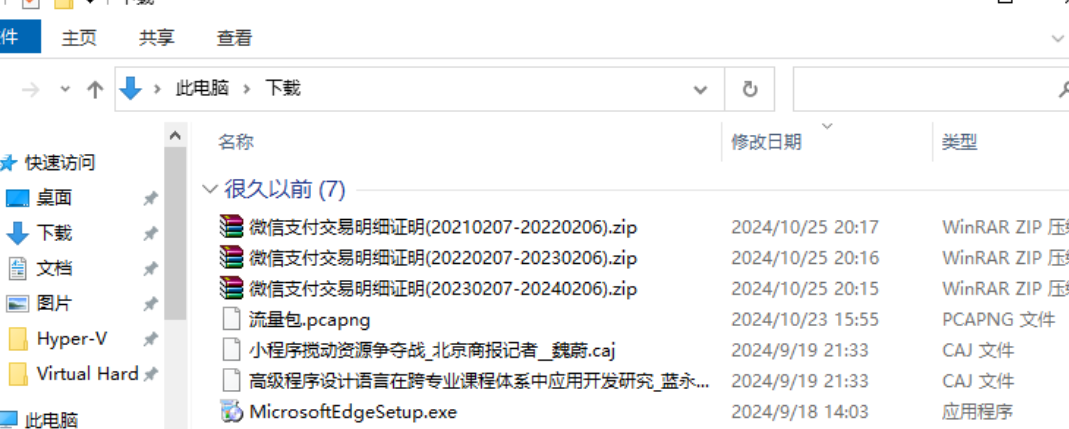 下载
件 主页 共享 查看
此电脑 下载
名称 修改日期 类型
快速访问
桌面
下载
文档
图片
Hyper-V
Virtual Hard
此电脑
很久以前 (7)
微信支付交易明细证明(20210207-20220206).zip 2024/10/25 20:17 WinRAR ZIP 压
微信支付交易明细证明(20220207-20230206).zip 2024/10/25 20:16 WinRAR ZIP 压
微信支付交易明细证明(20230207-20240206).zip 2024/10/25 20:15 WinRAR ZIP 压
流量包.pcapng 2024/10/23 15:55 PCAPNG 文件
小程序搅动资源争夺战_北京商报记者__魏蔚.caj 2024/9/19 21:33 CAJ 文件
高级程序设计语言在跨专业课程体系中应用开发研究_蓝永... 2024/9/19 21:33 CAJ 文件
MicrosoftEdgeSetup.exe 2024/9/18 14:03 应用程序